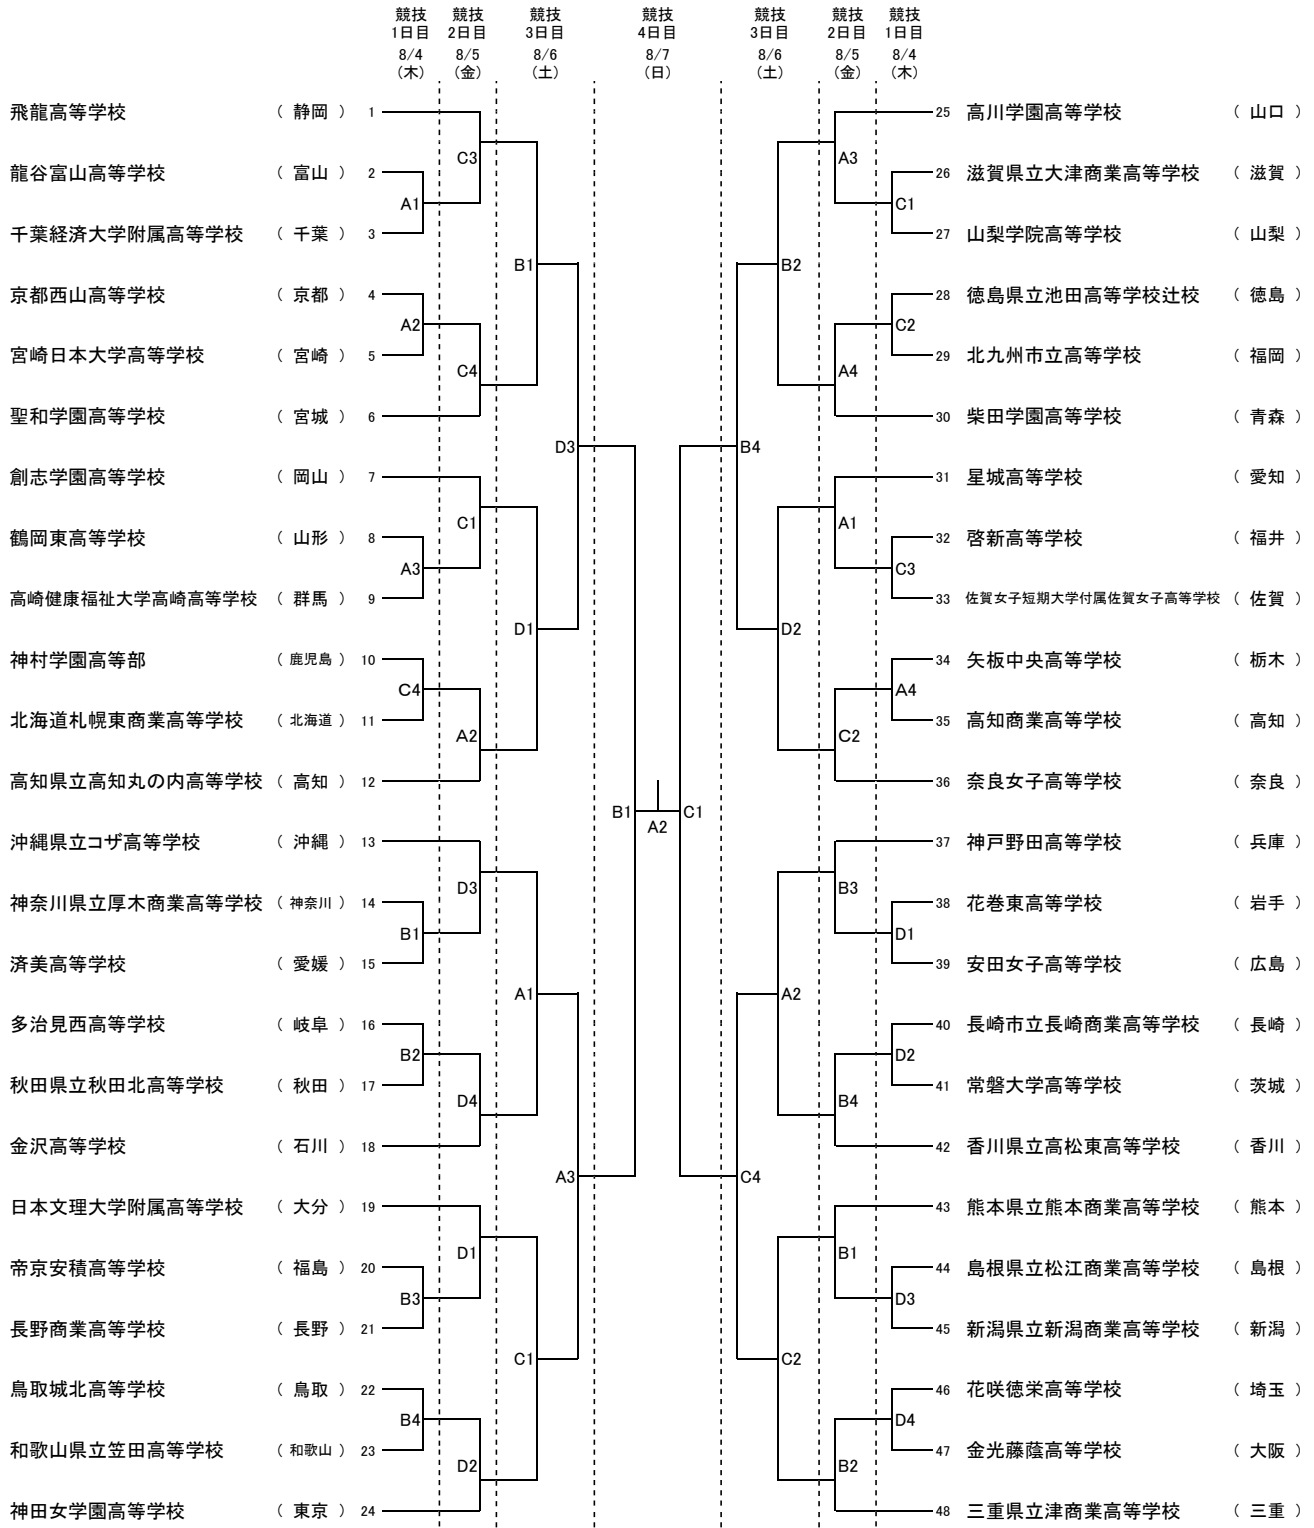 競技 競技 競技 競技 競技 競技 競技
1日目 2日目 3日目 4日目 3日目 2日目 1日目
8/4 8/5 8/6 8/7 8/6 8/5 8/4
（木） （金） （土） （日） （土） （金） （木）
飛龍高等学校 （ 静岡 ） 1
C3
龍谷富山高等学校 （ 富山 ） 2
A1
千葉経済大学附属高等学校 （ 千葉 ） 3
B1
京都西山高等学校 （ 京都 ） 4
A2
宮崎日本大学高等学校 （ 宮崎 ） 5
C4
聖和学園高等学校 （ 宮城 ） 6
D3
創志学園高等学校 （ 岡山 ） 7
C1
鶴岡東高等学校 （ 山形 ） 8
A3
高崎健康福祉大学高崎高等学校 （ 群馬 ） 9
D1
神村学園高等部 （ 鹿児島 ） 10
C4
北海道札幌東商業高等学校 （ 北海道 ） 11
A2
高知県立高知丸の内高等学校 （ 高知 ） 12
B1
A2
C1
沖縄県立コザ高等学校 （ 沖縄 ） 13
D3
神奈川県立厚木商業高等学校 （ 神奈川 ） 14
B1
済美高等学校 （ 愛媛 ） 15
A1
多治見西高等学校 （ 岐阜 ） 16
B2
秋田県立秋田北高等学校 （ 秋田 ） 17
D4
金沢高等学校 （ 石川 ） 18
A3
日本文理大学附属高等学校 （ 大分 ） 19
D1
帝京安積高等学校 （ 福島 ） 20
B3
長野商業高等学校 （ 長野 ） 21
C1
鳥取城北高等学校 （ 鳥取 ） 22
B4
和歌山県立笠田高等学校 （ 和歌山 ） 23
D2
神田女学園高等学校 （ 東京 ） 24
25 高川学園高等学校 （ 山口 ）
A3
26 滋賀県立大津商業高等学校 （ 滋賀 ）
C1
27 山梨学院高等学校 （ 山梨 ）
B2
28 徳島県立池田高等学校辻校 （ 徳島 ）
C2
29 北九州市立高等学校 （ 福岡 ）
A4
30 柴田学園高等学校 （ 青森 ）
B4
31 星城高等学校 （ 愛知 ）
A1
32 啓新高等学校 （ 福井 ）
C3
33 佐賀女子短期大学付属佐賀女子高等学校 （ 佐賀 ）
D2
34 矢板中央高等学校 （ 栃木 ）
A4
35 高知商業高等学校 （ 高知 ）
C2
36 奈良女子高等学校 （ 奈良 ）
37 神戸野田高等学校 （ 兵庫 ）
B3
38 花巻東高等学校 （ 岩手 ）
D1
39 安田女子高等学校 （ 広島 ）
A2
40 長崎市立長崎商業高等学校 （ 長崎 ）
D2
41 常磐大学高等学校 （ 茨城 ）
B4
42 香川県立高松東高等学校 （ 香川 ）
C4
43 熊本県立熊本商業高等学校 （ 熊本 ）
B1
44 島根県立松江商業高等学校 （ 島根 ）
D3
45 新潟県立新潟商業高等学校 （ 新潟 ）
C2
46 花咲徳栄高等学校 （ 埼玉 ）
D4
47 金光藤蔭高等学校 （ 大阪 ）
B2
48 三重県立津商業高等学校 （ 三重 ）